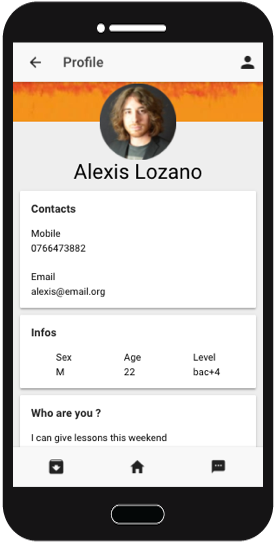 Profile
Alexis Lozano
Contacts
Mobile
0766473882
Email
alexis@email.org
Infos
Sex Age Level
M 22 bac+4
Who are you ?
I can give lessons this weekend